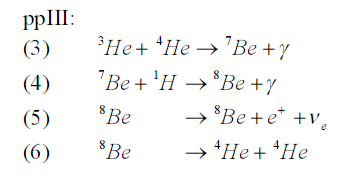 ppIII:
(3) ³He + ⁴He → ⁷Be + γ
(4) ⁷Be + ¹H → ⁸Be + γ
(5) ⁸Be → ⁸Be + e⁺ + νₑ
(6) ⁸Be → ⁴He + ⁴He